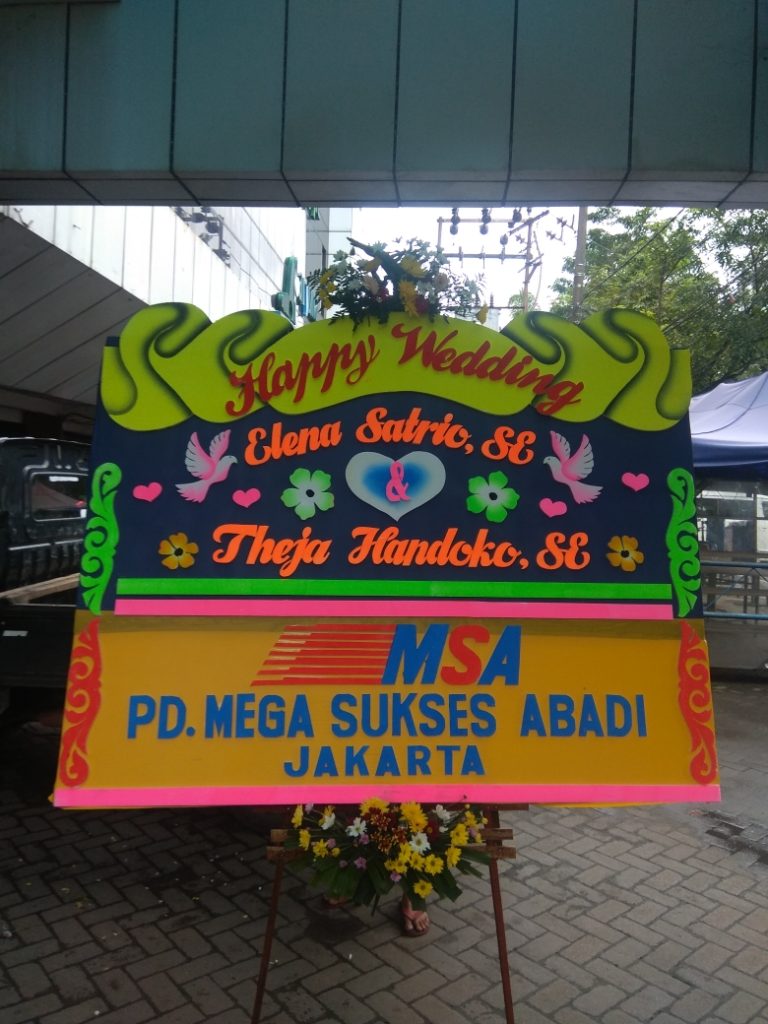 Happy Wedding
Elena Satrio, SE
&
Theja Handoko, SE
MSA
PD. MEGA SUKSES ABADI
JAKARTA